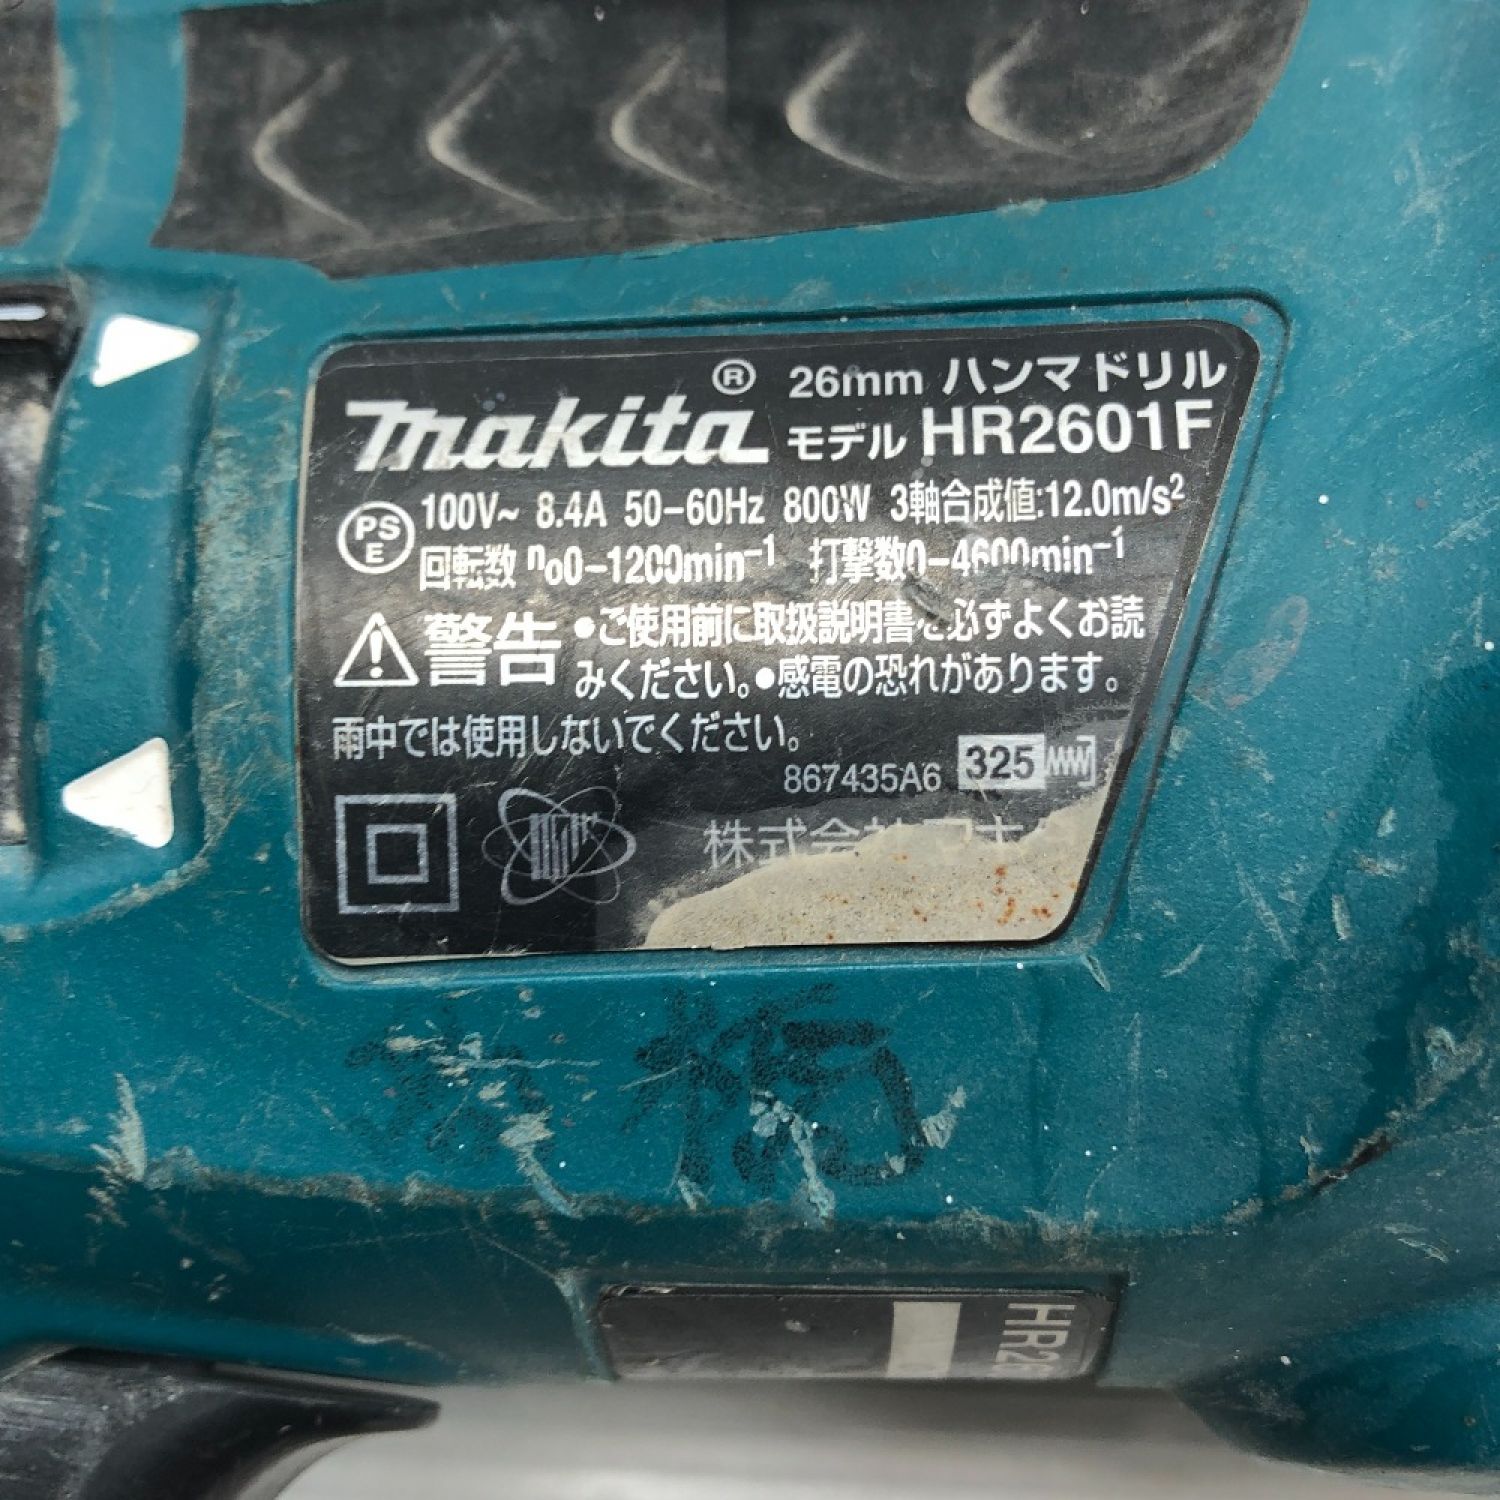 makita® 26mm ハンマドリル
モデル HR2601F
PSE 100V~ 8.4A 50-60Hz 800W 3軸合成値:12.0m/s²
回転数 n₀0-1200min⁻¹ 打撃数0-4600min⁻¹
警告 •ご使用前に取扱説明書を必ずよくお読
みください。•感電の恐れがあります。
雨中では使用しないでください。
867435A6 325
株式会社
HR2